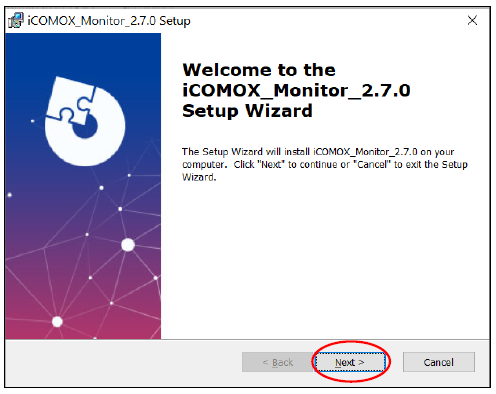 iCOMOX_Monitor_2.7.0 Setup
Welcome to the
iCOMOX_Monitor_2.7.0
Setup Wizard
The Setup Wizard will install iCOMOX_Monitor_2.7.0 on your
computer. Click "Next" to continue or "Cancel" to exit the Setup
Wizard.
< Back Next > Cancel